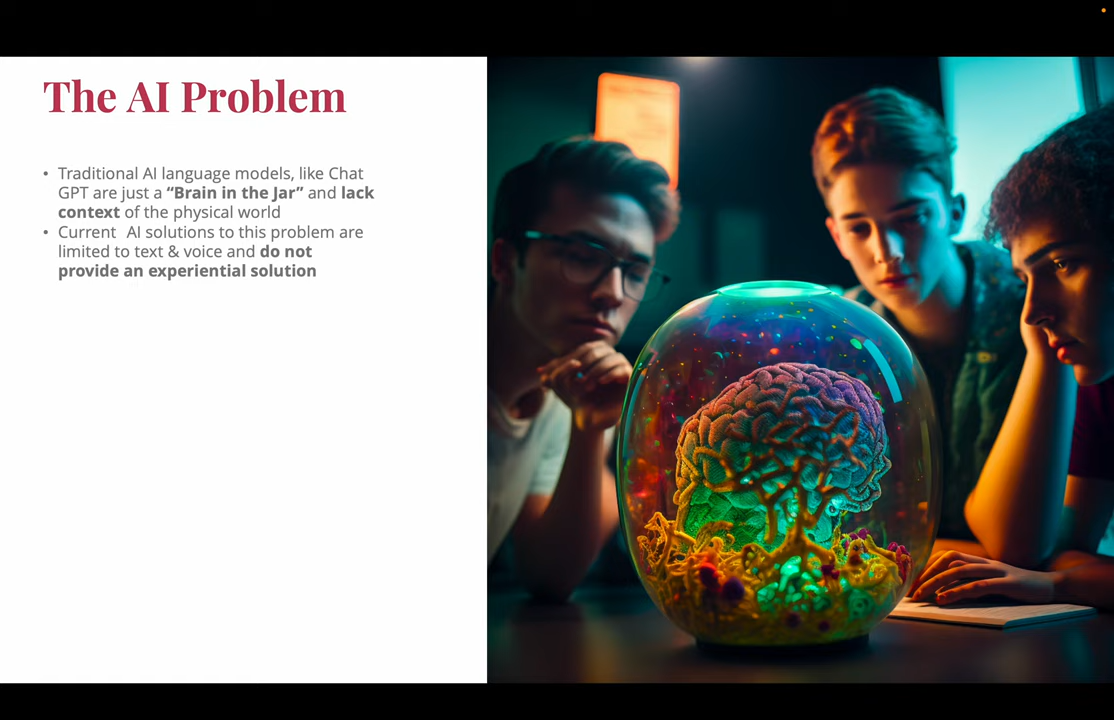 The AI Problem
• Traditional AI language models, like Chat
GPT are just a “Brain in the Jar” and lack
context of the physical world
• Current  AI solutions to this problem are
limited to text & voice and do not
provide an experiential solution